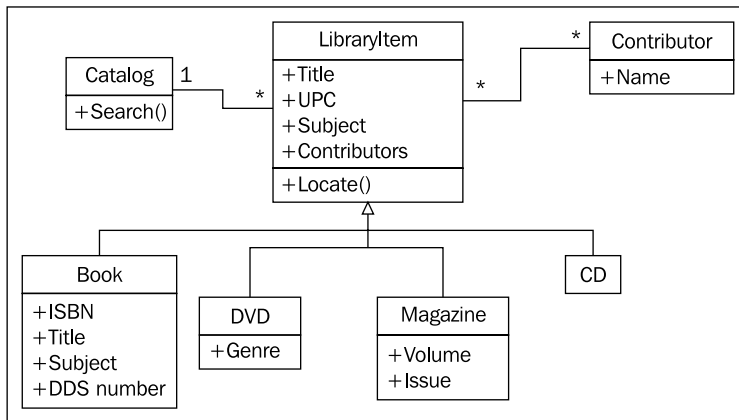 LibraryItem
+Title
+UPC
+Subject
+Contributors
+Locate()
Catalog
+Search()
1
*
*
*
Contributor
+Name
Book
+ISBN
+Title
+Subject
+DDS number
DVD
+Genre
Magazine
+Volume
+Issue
CD